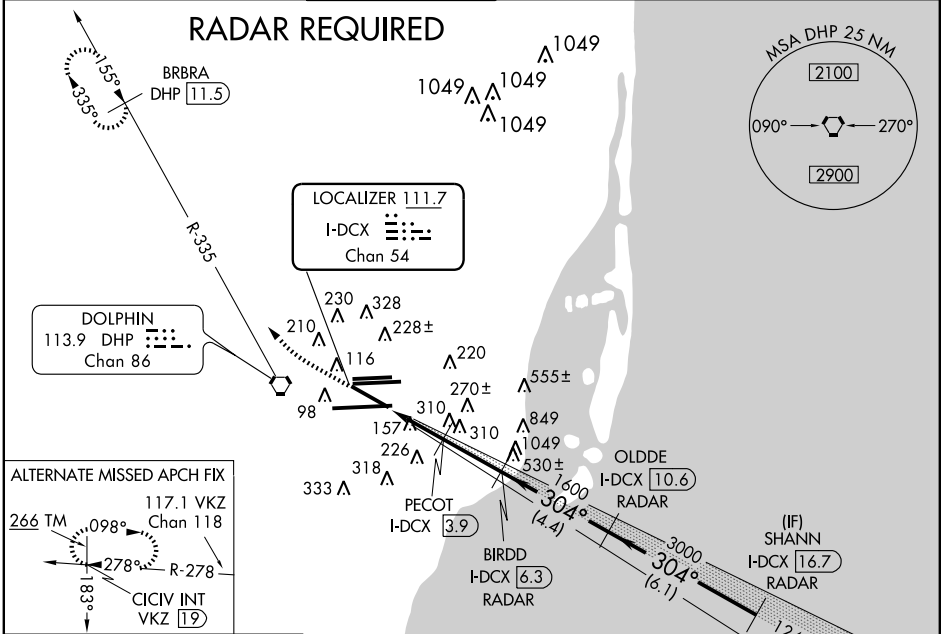 RADAR REQUIRED
MSA DHP 25 NM
2100
090°
270°
2900
155°
335°
BRBRA
DHP 11.5
R-335
1049
1049
1049
1049
LOCALIZER 111.7
I-DCX
Chan 54
DOLPHIN
113.9 DHP
Chan 86
230
328
210
228±
116
220
98
270±
555±
310
157
310
849
226
1049
530±
318
333
1600
PECOT
I-DCX 3.9
BIRDD
I-DCX 6.3
RADAR
304°
(4.4)
OLDDE
I-DCX 10.6
RADAR
3000
304°
(6.1)
(IF)
SHANN
I-DCX 16.7
RADAR
ALTERNATE MISSED APCH FIX
117.1 VKZ
Chan 118
266 TM
098°
278°
R-278
183°
CICIV INT
VKZ 19